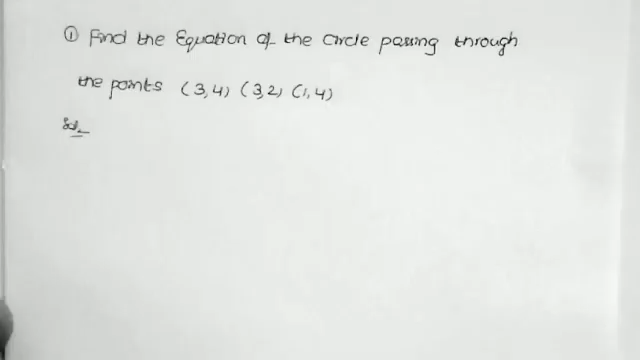 ① Find the Equation of the Circle passing through
the points (3,4) (3,2) (1,4)
Sol